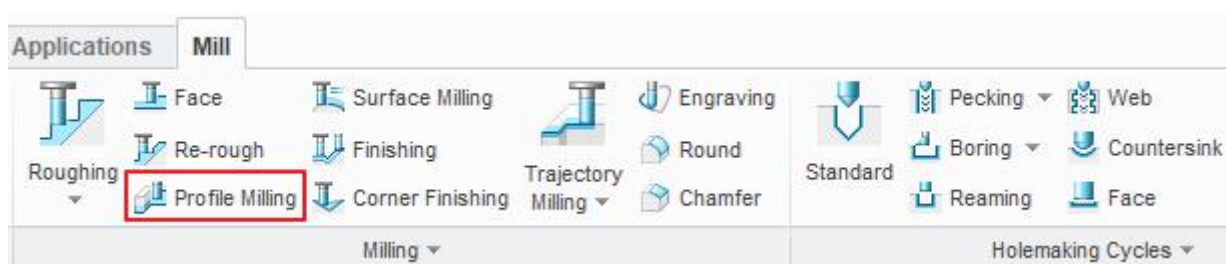 Applications Mill
Face Surface Milling Engraving Pecking Web
Re-rough Finishing Round Boring Countersink
Roughing Trajectory Milling Standard
Profile Milling Corner Finishing Chamfer Reaming Face
Milling Holemaking Cycles